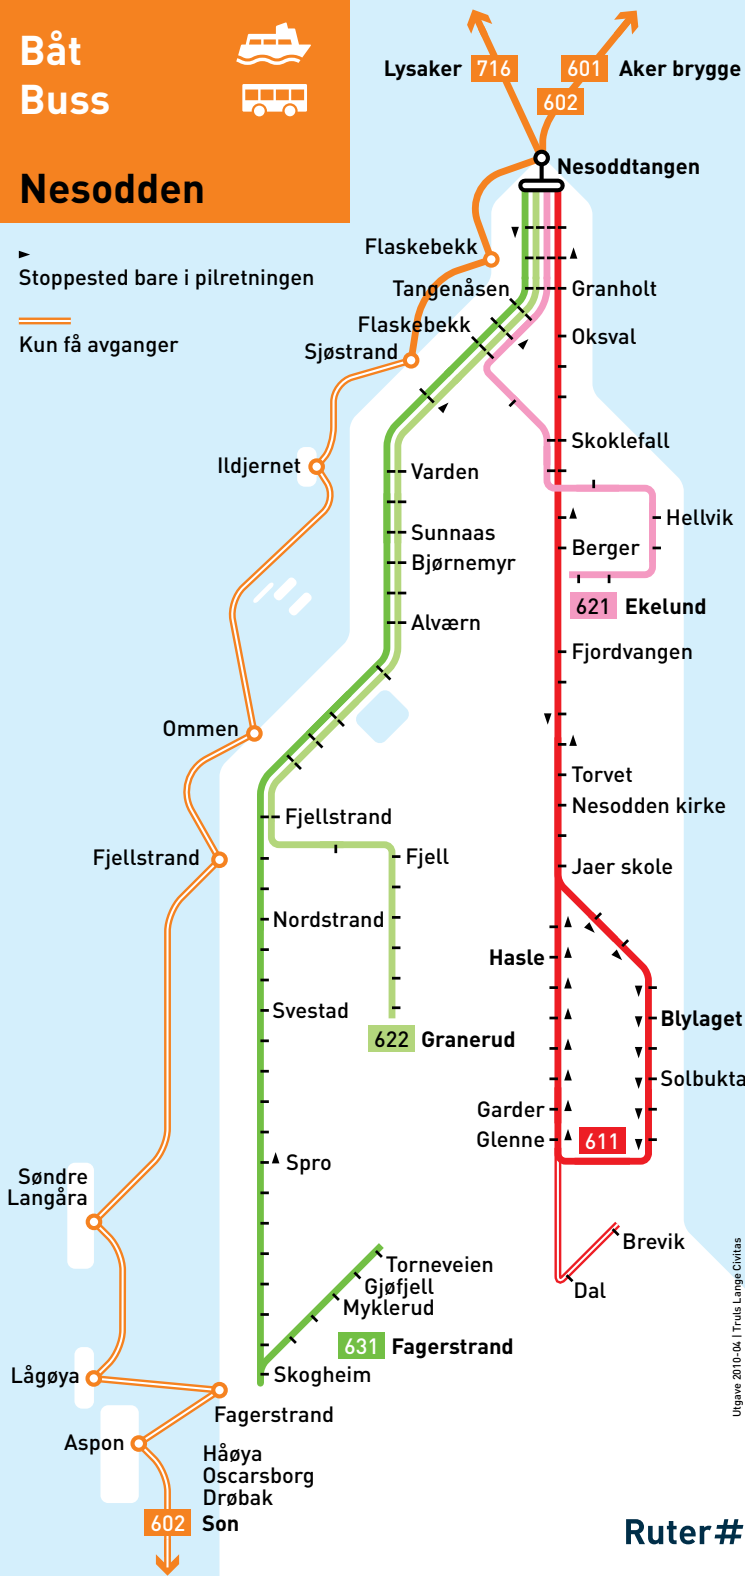 Båt
Buss
Nesodden
Stoppested bare i pilretningen
Kun få avganger
Lysaker 716
601 Aker brygge
602
Nesoddtangen
Flaskebekk
Tangenåsen
Granholt
Flaskebekk
Oksval
Sjøstrand
Skoklefall
Ildjernet
Varden
Hellvik
Sunnaas
Berger
Bjørnemyr
621 Ekelund
Alværn
Fjordvangen
Ommen
Torvet
Nesodden kirke
Fjellstrand
Fjellstrand
Fjell
Jaer skole
Nordstrand
Hasle
Svestad
Blylaget
622 Granerud
Solbukta
Garder
Glenne
611
Spro
Søndre
Langåra
Brevik
Torneveien
Gjøfjell
Myklerud
Dal
631 Fagerstrand
Skogheim
Lågøya
Fagerstrand
Aspon
Håøya
Oscarsborg
Drøbak
602 Son
Utgave 2010-04 | Truls Lange Civitas
Ruter#